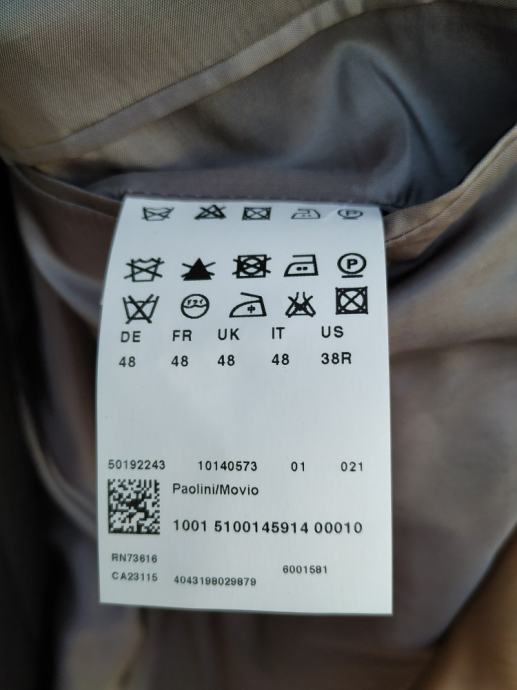 P
P
DE FR UK IT US
48 48 48 48 38R
50192243 10140573 01 021
Paolini/Movio
1001 5100145914 00010
RN73616
6001581
CA23115 4043198029879